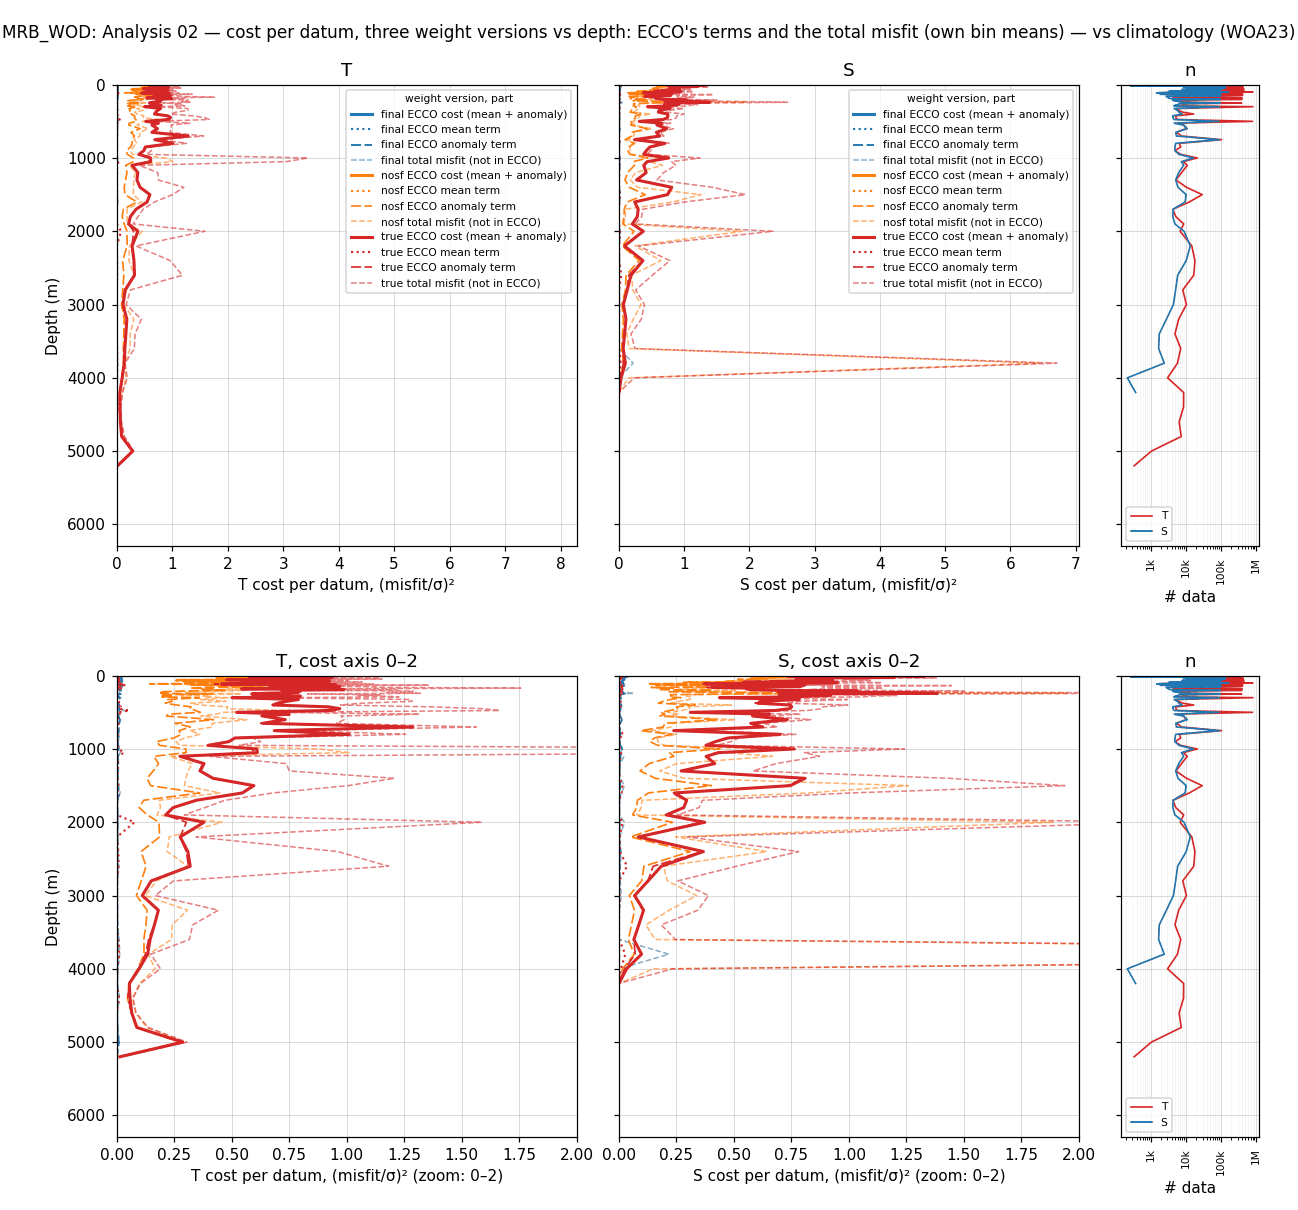 MRB_WOD: Analysis 02 — cost per datum, three weight versions vs depth: ECCO's terms and the total misfit (own bin means) — vs climatology (WOA23)
T
S
n
weight version, part
final ECCO cost (mean + anomaly)
final ECCO mean term
final ECCO anomaly term
final total misfit (not in ECCO)
nosf ECCO cost (mean + anomaly)
nosf ECCO mean term
nosf ECCO anomaly term
nosf total misfit (not in ECCO)
true ECCO cost (mean + anomaly)
true ECCO mean term
true ECCO anomaly term
true total misfit (not in ECCO)
weight version, part
final ECCO cost (mean + anomaly)
final ECCO mean term
final ECCO anomaly term
final total misfit (not in ECCO)
nosf ECCO cost (mean + anomaly)
nosf ECCO mean term
nosf ECCO anomaly term
nosf total misfit (not in ECCO)
true ECCO cost (mean + anomaly)
true ECCO mean term
true ECCO anomaly term
true total misfit (not in ECCO)
T
S
0
1000
2000
3000
4000
5000
6000
Depth (m)
0 1 2 3 4 5 6 7 8
T cost per datum, (misfit/σ)²
0 1 2 3 4 5 6 7
S cost per datum, (misfit/σ)²
1k 10k 100k 1M
# data
T, cost axis 0–2
S, cost axis 0–2
n
0
1000
2000
3000
4000
5000
6000
Depth (m)
T
S
0.00 0.25 0.50 0.75 1.00 1.25 1.50 1.75 2.00
T cost per datum, (misfit/σ)² (zoom: 0–2)
0.00 0.25 0.50 0.75 1.00 1.25 1.50 1.75 2.00
S cost per datum, (misfit/σ)² (zoom: 0–2)
1k 10k 100k 1M
# data